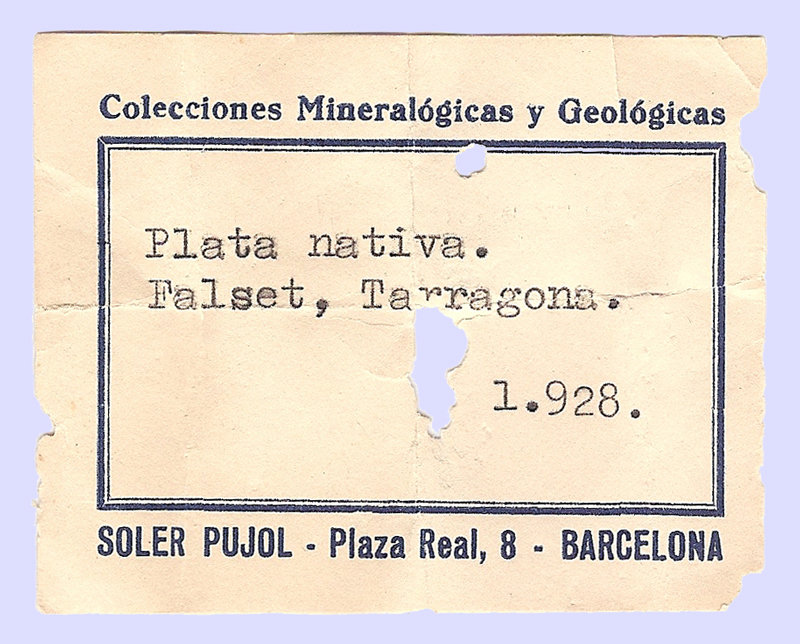 Colecciones Mineralógicas y Geológicas
Plata nativa.
Falset, Tarragona.
1.928.
SOLER PUJOL - Plaza Real, 8 - BARCELONA